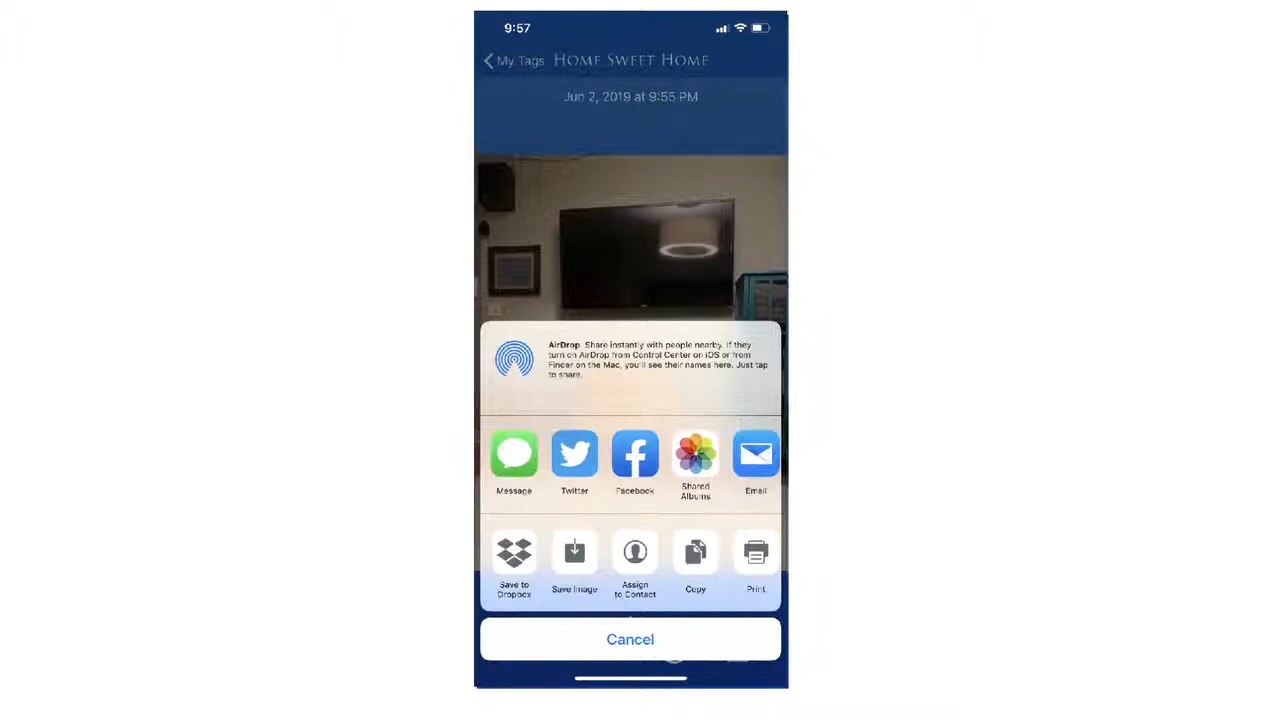 9:57
My Tags HOME SWEET HOME
Jun 2, 2019 at 9:55 PM
AirDrop Share instantly with people nearby. If they
turn on AirDrop from Control Center on iOS or from
Finder on the Mac, you'll see their names here. Just tap
to share.
Message Twitter Facebook Shared Albums Email
Save to Dropbox Save Image Assign to Contact Copy Print
Cancel